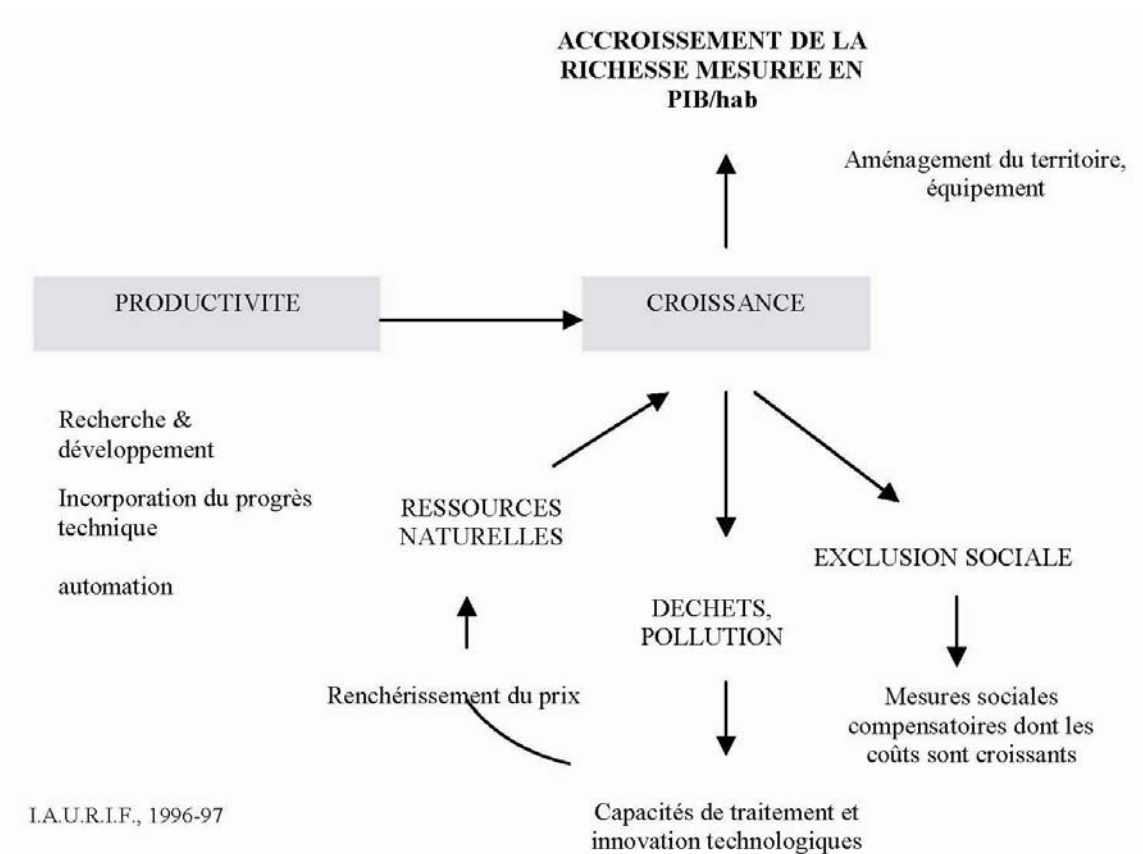 ACCROISSEMENT DE LA
RICHESSE MESUREE EN
PIB/hab
Aménagement du territoire,
équipement
PRODUCTIVITE
CROISSANCE
Recherche &
développement
Incorporation du progrès
technique
automation
RESSOURCES
NATURELLES
EXCLUSION SOCIALE
DECHETS,
POLLUTION
Renchérissement du prix
Mesures sociales
compensatoires dont les
coûts sont croissants
Capacités de traitement et
innovation technologiques
I.A.U.R.I.F., 1996-97